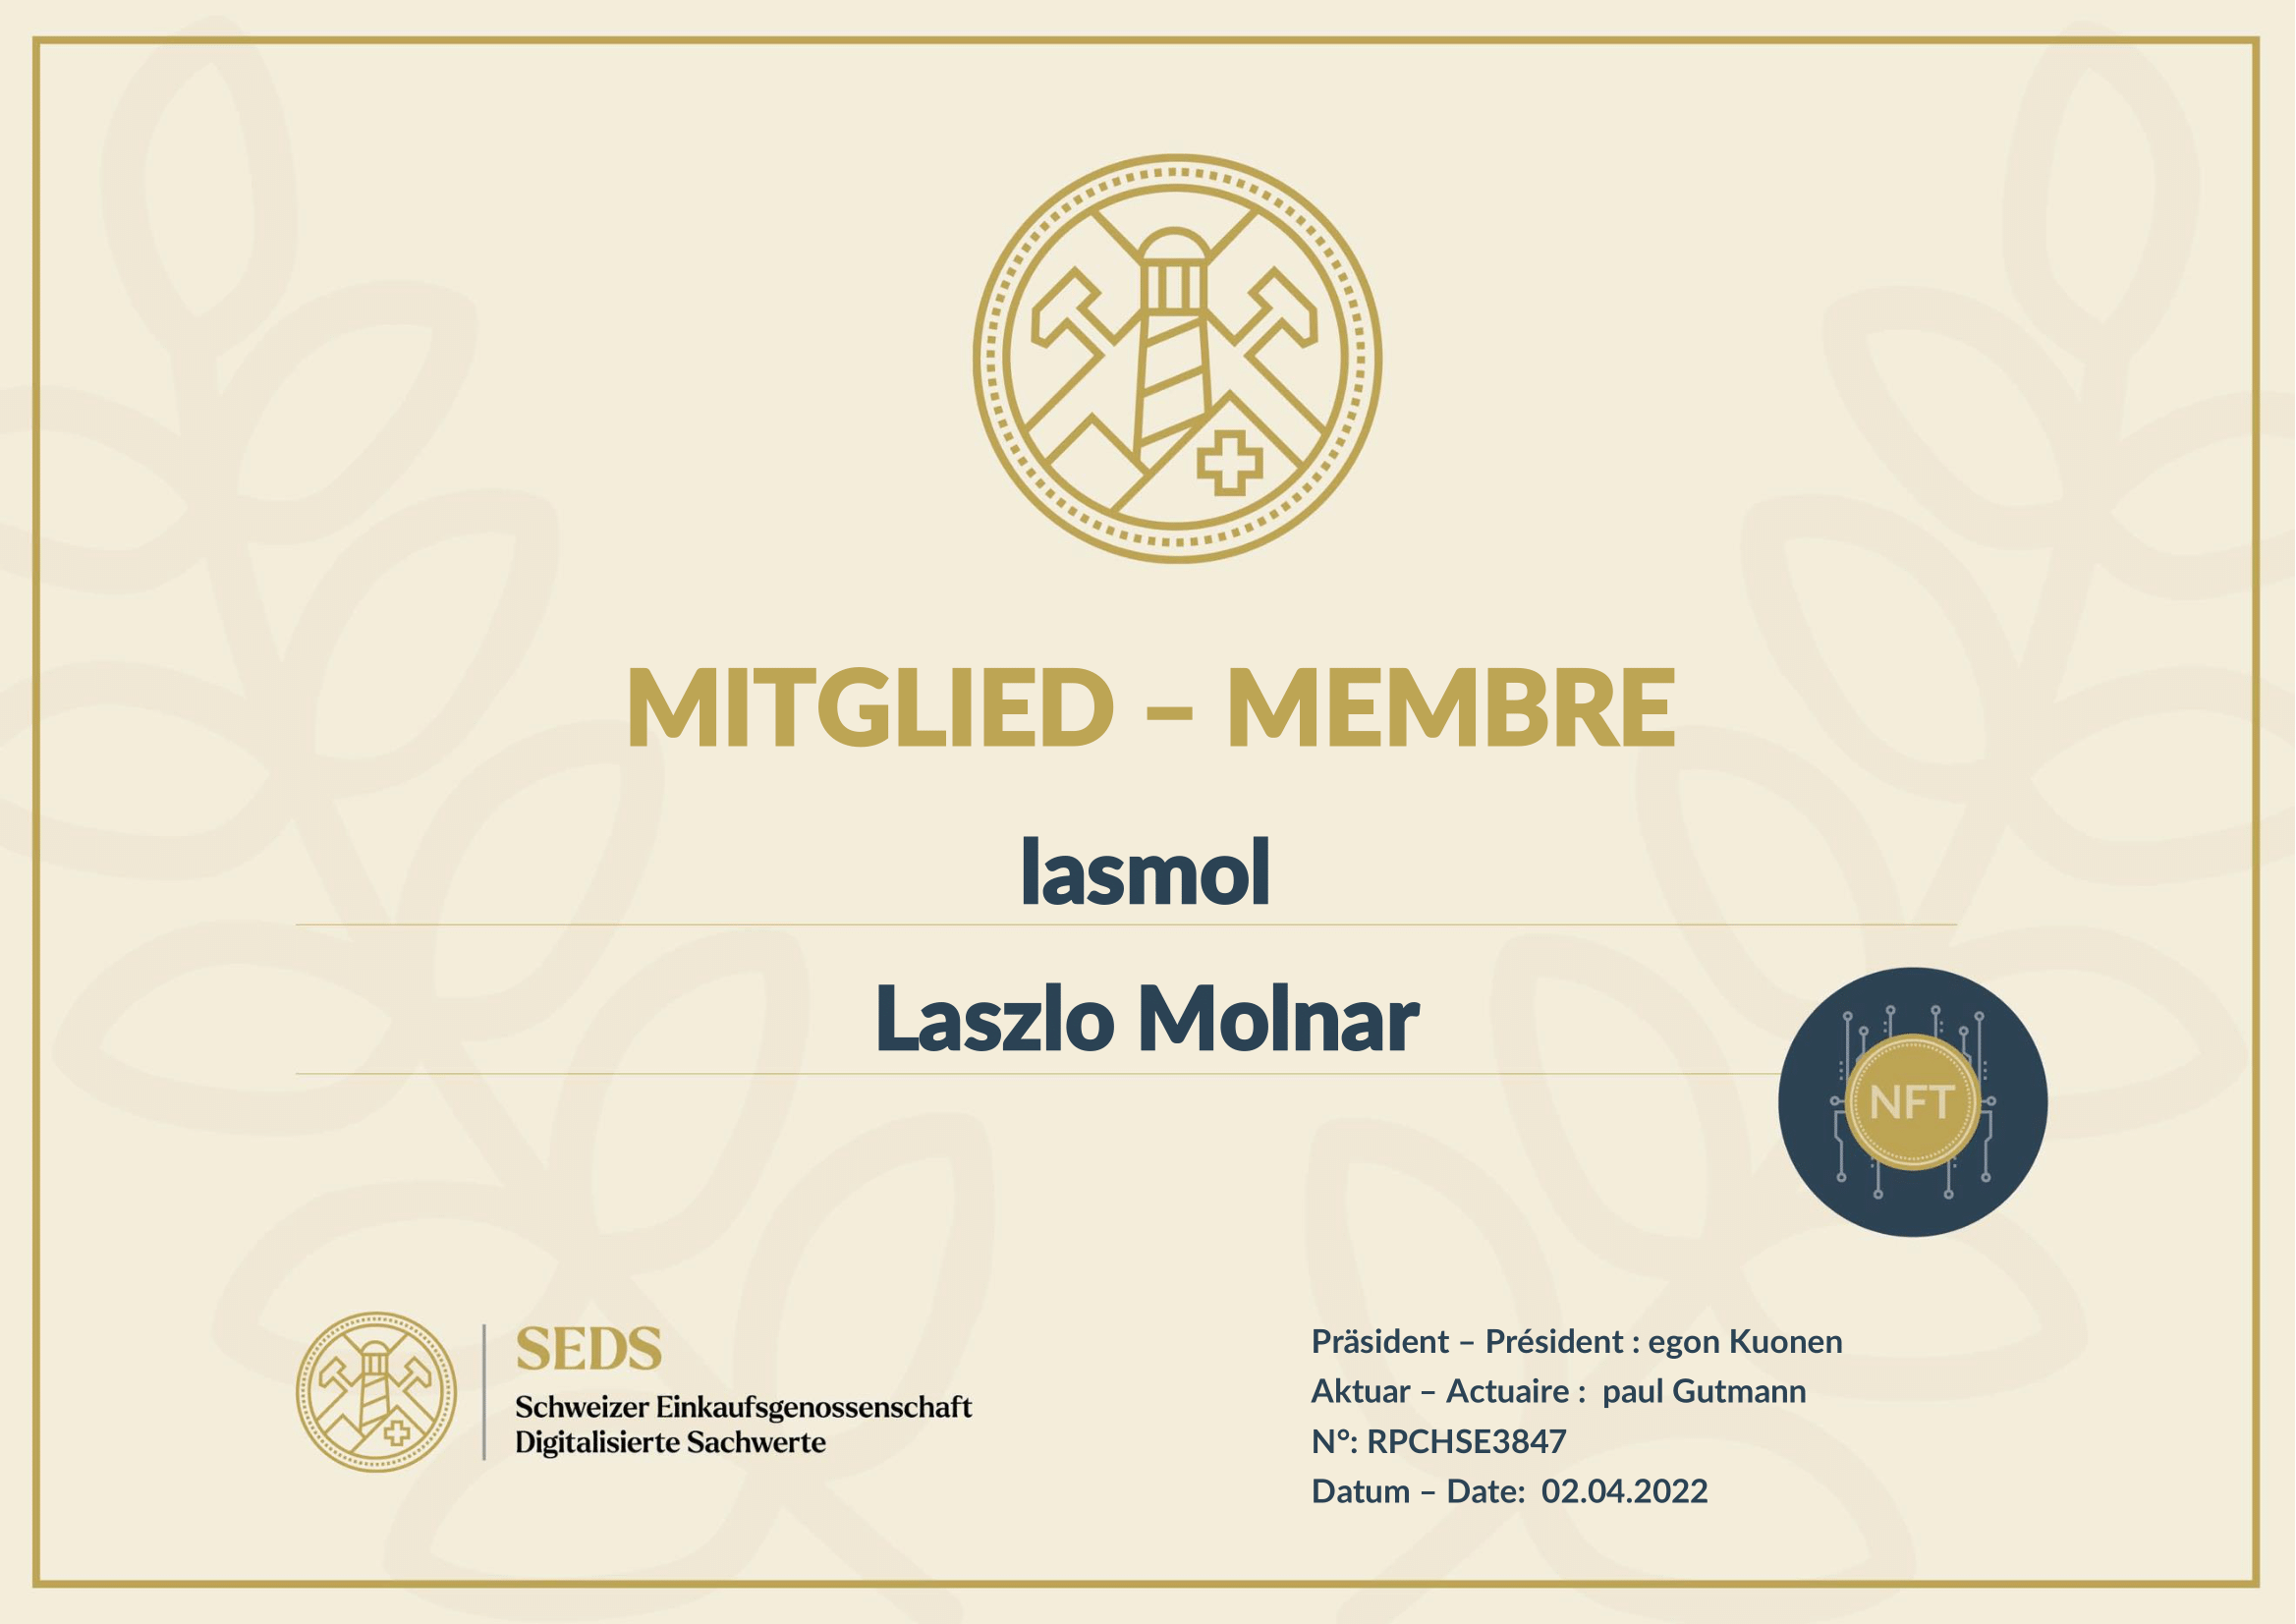 MITGLIED – MEMBRE
lasmol
Laszlo Molnar
NFT
SEDS
Schweizer Einkaufsgenossenschaft
Digitalisierte Sachwerte
Präsident – Président : egon Kuonen
Aktuar – Actuaire : paul Gutmann
N°: RPCHSE3847
Datum – Date: 02.04.2022